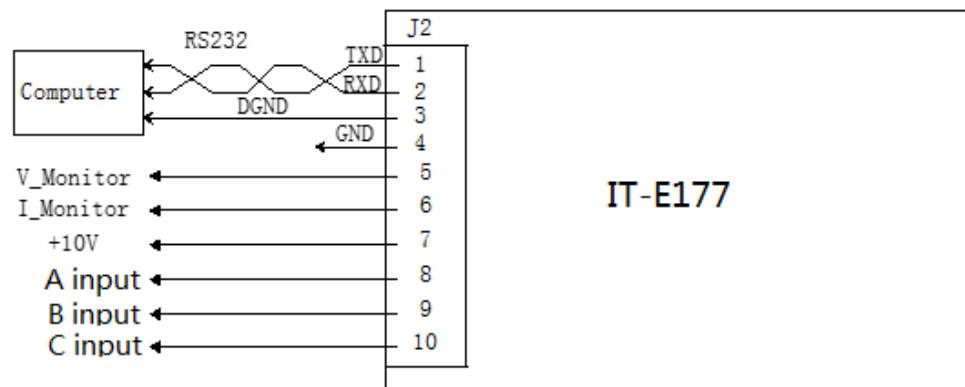 J2
RS232
TXD
1
Computer
RXD
2
DGND
3
GND
4
V_Monitor
5
IT-E177
I_Monitor
6
+10V
7
A input
8
B input
9
C input
10